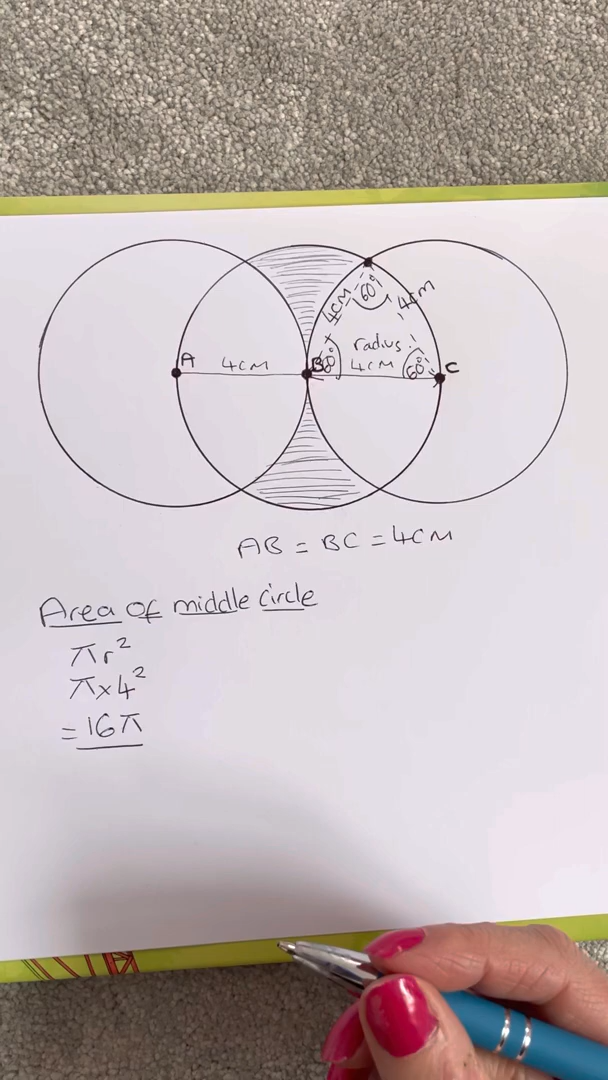 60°
4cm 4cm
A 4cm B 60° radius 4cm 60° C
AB = BC = 4cm
Area of middle circle
πr²
π×4²
= 16π